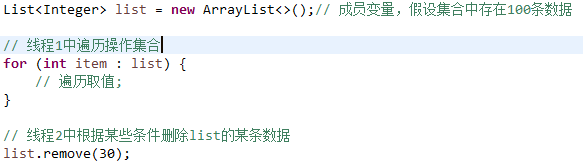 List<Integer> list = new ArrayList<>();// 成员变量，假设集合中存在100条数据
// 线程1中遍历操作集合
for (int item : list) {
// 遍历取值;
}
// 线程2中根据某些条件删除list的某条数据
list.remove(30);